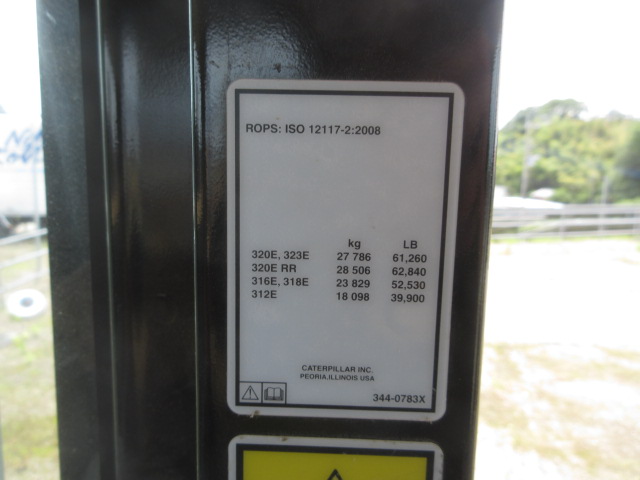 ROPS: ISO 12117-2:2008
kg LB
320E, 323E 27 786 61,260
320E RR 28 506 62,840
316E, 318E 23 829 52,530
312E 18 098 39,900
CATERPILLAR INC.
PEORIA, ILLINOIS USA
344-0783X